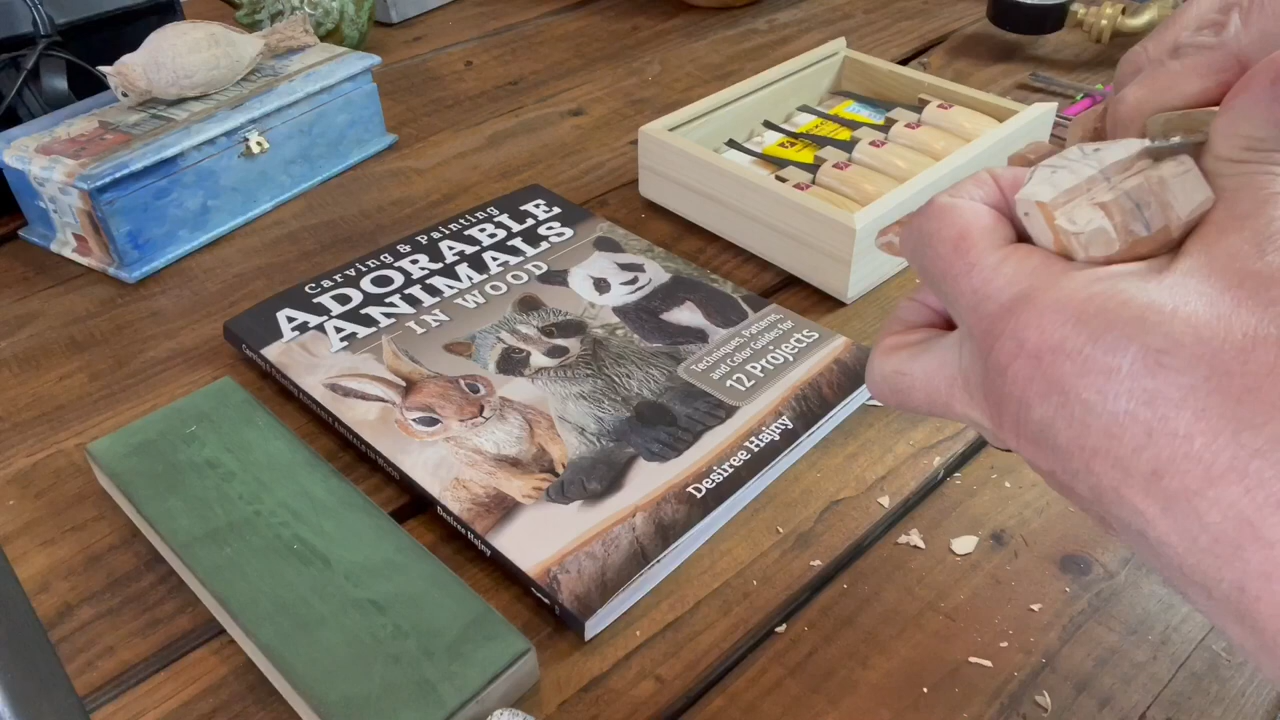 Carving & Painting
ADORABLE
ANIMALS
IN WOOD
Techniques, Patterns,
and Color Guides for
12 Projects
Desiree Hajny
Carving & Painting ADORABLE ANIMALS IN WOOD
Desiree Hajny